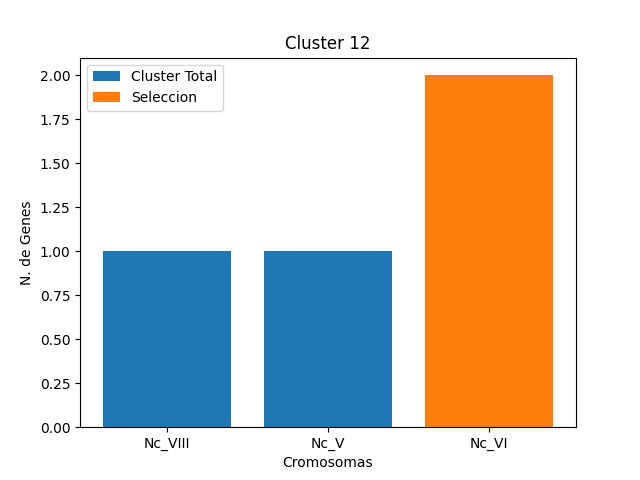 Cluster 12
Cluster Total
Seleccion
2.00
1.75
1.50
1.25
1.00
0.75
0.50
0.25
0.00
N. de Genes
Nc_VIII
Nc_V
Nc_VI
Cromosomas